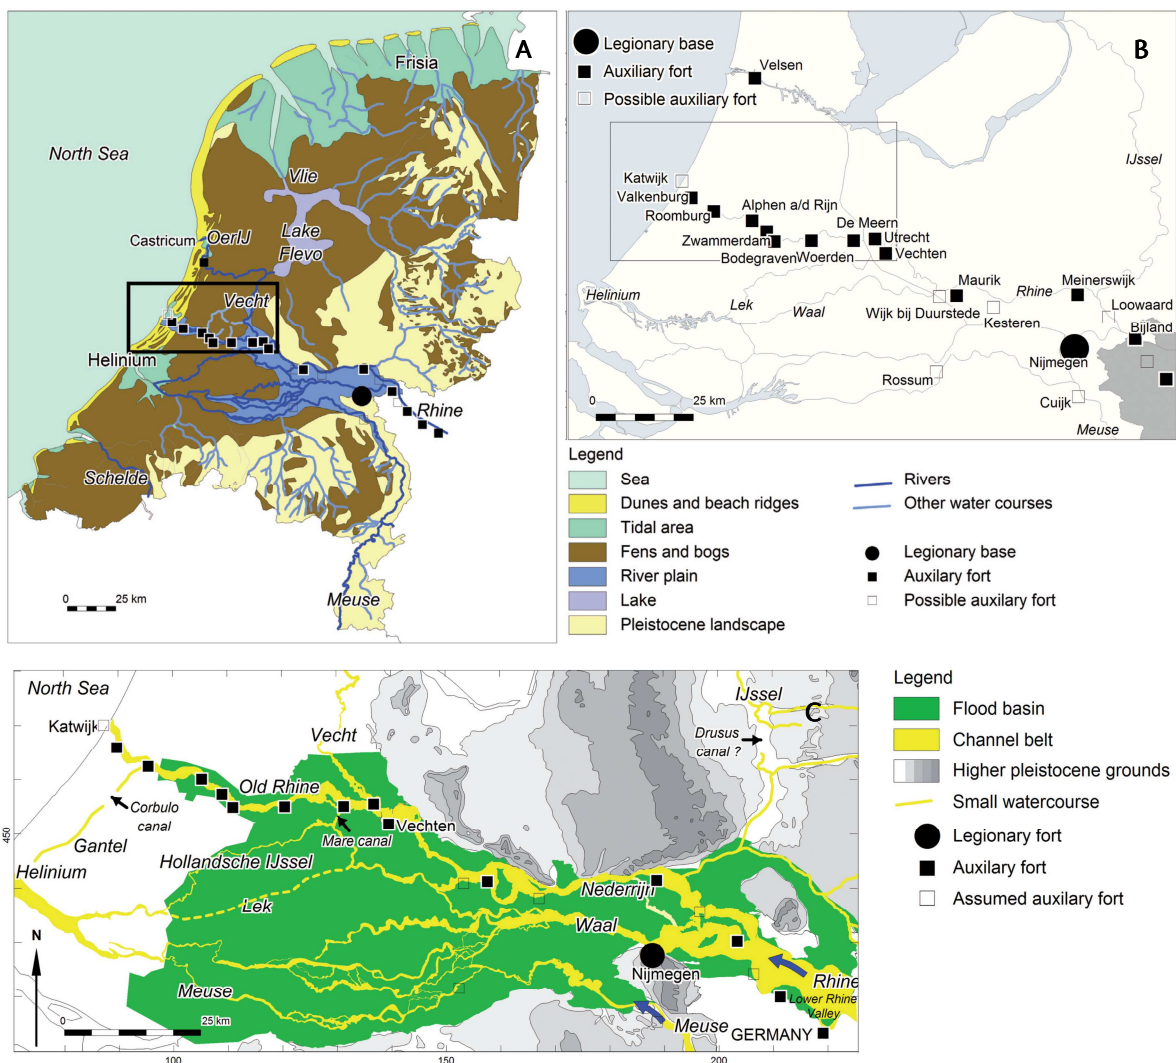 A
Frisia
North Sea
Vlie
Castricum
OerIJ
Lake
Flevo
Vecht
Helinium
Rhine
Schelde
Meuse
0 25 km
B
Legionary base
Auxiliary fort
Possible auxiliary fort
Velsen
IJssel
Katwijk
Valkenburg
Roomburg
Alphen a/d Rijn
De Meern
Zwammerdam
Utrecht
Bodegraven
Woerden
Vechten
Helinium
Lek
Waal
Maurik
Rhine
Meinerswijk
Wijk bij Duurstede
Kesteren
Loowaard
Bijland
Nijmegen
Rossum
Cuijk
Meuse
0 25 km
Legend
Sea
Dunes and beach ridges
Tidal area
Fens and bogs
River plain
Lake
Pleistocene landscape
Rivers
Other water courses
Legionary base
Auxilary fort
Possible auxilary fort
North Sea
IJssel
C
Katwijk
Vecht
Drusus
canal ?
Old Rhine
Corbulo
canal
Vechten
Mare canal
450
Gantel
Hollandsche IJssel
Helinium
Nederrijn
Lek
Waal
N
Nijmegen
Rhine
Meuse
Lower Rhine
Valley
Meuse
GERMANY
0 25 km
100 150 200
Legend
Flood basin
Channel belt
Higher pleistocene grounds
Small watercourse
Legionary fort
Auxilary fort
Assumed auxilary fort